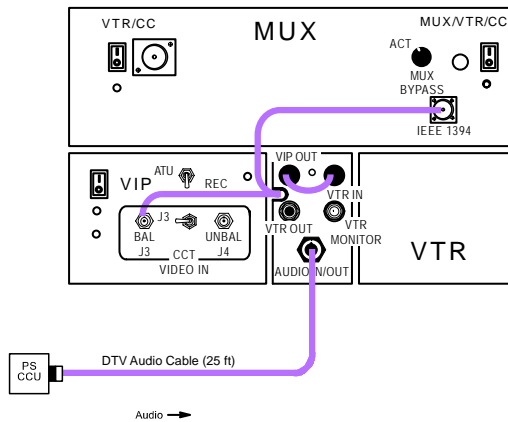 VTR/CC
MUX
MUX/VTR/CC
ACT
MUX
BYPASS
IEEE 1394
VIP
ATU
REC
J3
BAL
J3
CCT
UNBAL
J4
VIDEO IN
VIP OUT
VTR IN
VTR OUT
VTR
MONITOR
AUDIO IN/OUT
VTR
PS
CCU
DTV Audio Cable (25 ft)
Audio